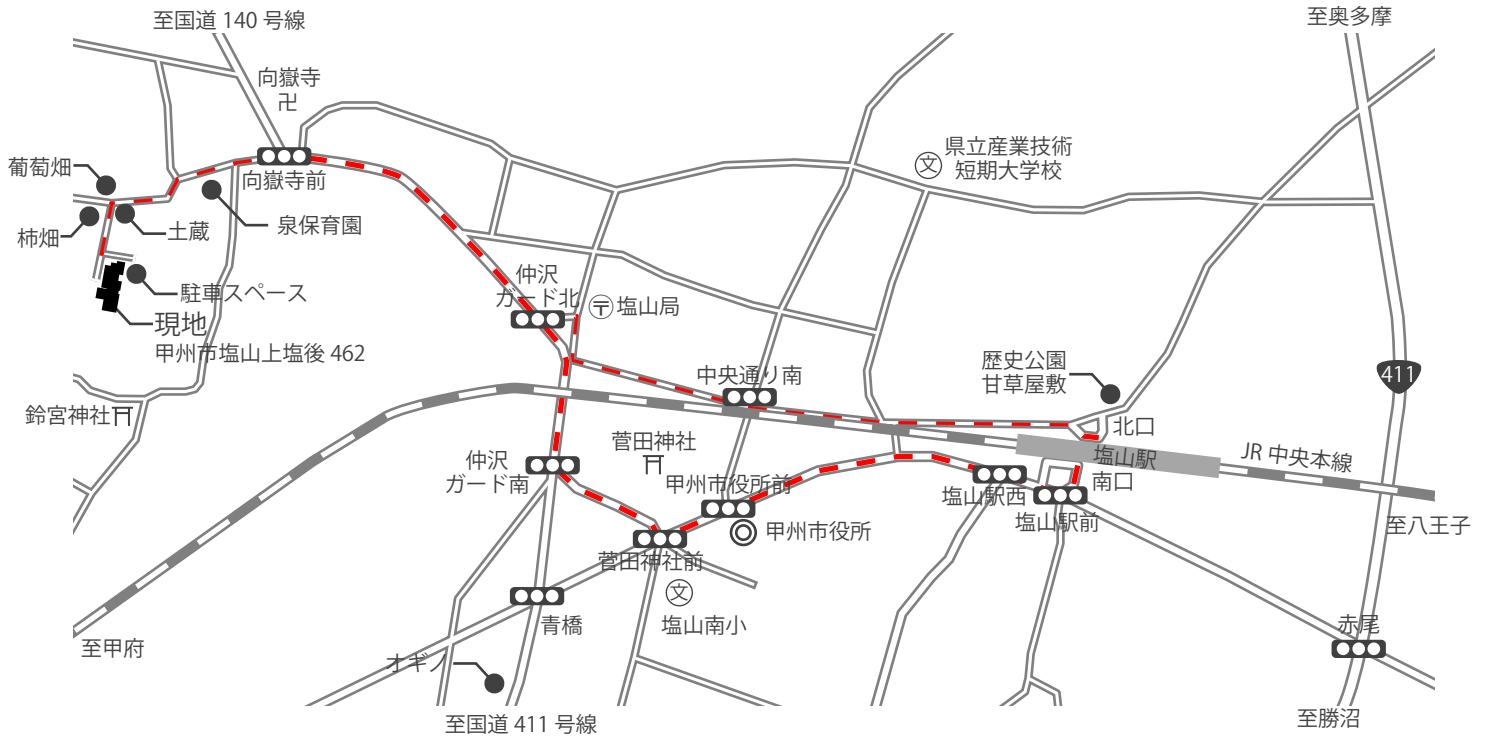 至国道 140 号線
至奥多摩
向嶽寺
卍
葡萄畑
向嶽寺前
県立産業技術
短期大学校
文
柿畑
土蔵
泉保育園
仲沢
ガード北
〒塩山局
駐車スペース
現地
甲州市塩山上塩後 462
中央通り南
歴史公園
甘草屋敷
411
鈴宮神社
北口
菅田神社
仲沢
ガード南
塩山駅
南口
JR 中央本線
甲州市役所前
塩山駅西
塩山駅前
甲州市役所
至八王子
菅田神社前
文
青橋
塩山南小
赤尾
至甲府
オギノ
至国道 411 号線
至勝沼